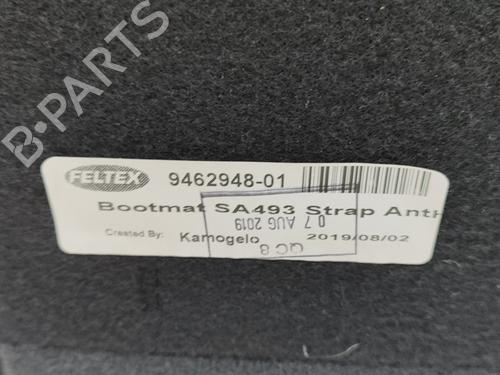 B-PARTS
FELTEX 9462948-01
Bootmat SA493 Strap Anth
Created By: Kamogelo 2019/08/02
QC 8
07 AUG 2019